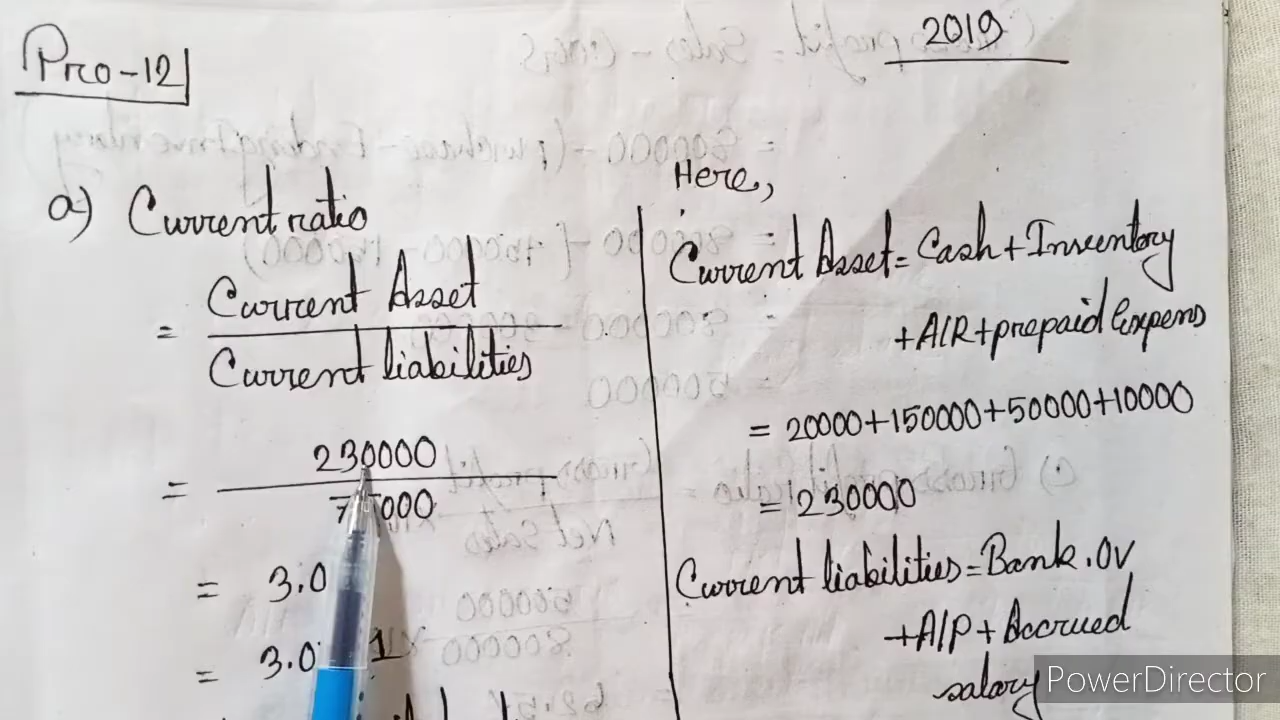 Pro-12
2019
a) Current ratio
= Current Asset
Current liabilities
= 230000
000
= 3.0
= 3.0
Here,
Current Asset = Cash + Inventory
+ A/R + prepaid Expens
= 20000+150000+50000+10000
= 230000
Current liabilities = Bank. OV
+ A/P + Accrued
salary
PowerDirector